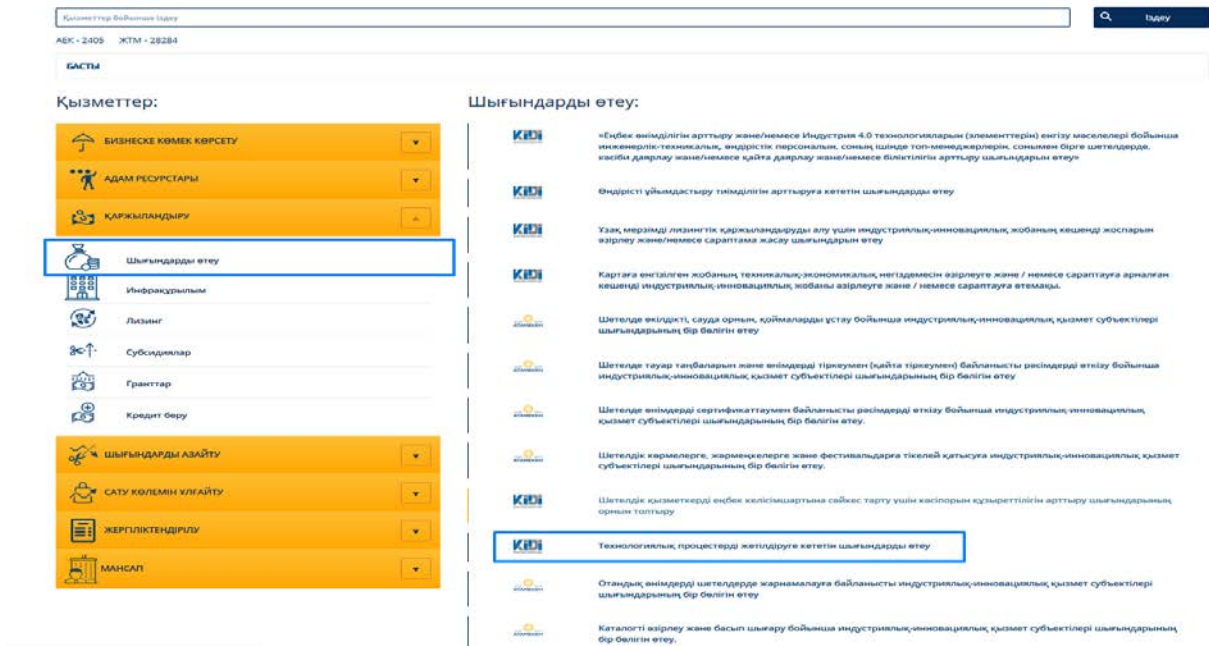 Қызметтер бойынша іздеу
Іздеу
АЕК - 2405 ЖТМ - 28284
БАСТЫ
Қызметтер:
БИЗНЕСКЕ КӨМЕК КӨРСЕТУ
АДАМ РЕСУРСТАРЫ
ҚАРЖЫЛАНДЫРУ
Шығындарды өтеу
Инфрақұрылым
Лизинг
Субсидиялар
Гранттар
Кредит беру
ШЫҒЫНДАРДЫ АЗАЙТУ
САТУ КӨЛЕМІН ҰЛҒАЙТУ
ЖЕРГІЛІКТЕНДІРІЛУ
МАНСАП
Шығындарды өтеу:
KIDI
«Еңбек өнімділігін арттыру және/немесе Индустрия 4.0 технологияларын (элементтерін) енгізу мәселелері бойынша
инженерлік-техникалық, өндірістік персоналын, соның ішінде топ-менеджерлерін, сонымен бірге шетелдерде,
кәсіби даярлау және/немесе қайта даярлау және/немесе біліктілігін арттыру шығындарын өтеу»
KIDI
Өндірісті ұйымдастыру тиімділігін арттыруға кететін шығындарды өтеу
KIDI
Ұзақ мерзімді лизингтік қаржыландыруды алу үшін индустриялық-инновациялық жобаның кешенді жоспарын
әзірлеу және/немесе сараптама жасау шығындарын өтеу
KIDI
Картаға енгізілген жобаның техникалық-экономикалық негіздемесін әзірлеуге және / немесе сараптауға арналған
кешенді индустриялық-инновациялық жобаны әзірлеуге және / немесе сараптауға өтемақы.
Шетелде өкілдікті, сауда орнын, қоймаларды ұстау бойынша индустриялық-инновациялық қызмет субъектілері
шығындарының бір бөлігін өтеу
Шетелде тауар таңбаларын және өнімдерді тіркеумен (қайта тіркеумен) байланысты рәсімдерді өткізу бойынша
индустриялық-инновациялық қызмет субъектілері шығындарының бір бөлігін өтеу
Шетелде өнімдерді сертификаттаумен байланысты рәсімдерді өткізу бойынша индустриялық-инновациялық
қызмет субъектілері шығындарының бір бөлігін өтеу.
Шетелдік көрмелерге, жәрмеңкелерге және фестивальдарға тікелей қатысуға индустриялық-инновациялық қызмет
субъектілері шығындарының бір бөлігін өтеу.
KIDI
Шетелдік қызметкерді еңбек келісімшартына сәйкес тарту үшін кәсіпорын құзыреттілігін арттыру шығындарының
орнын толтыру
KIDI
Технологиялық процестерді жетілдіруге кететін шығындарды өтеу
Отандық өнімдерді шетелдерде жарнамалауға байланысты индустриялық-инновациялық қызмет субъектілері
шығындарының бір бөлігін өтеу
Каталогті әзірлеу және басып шығару бойынша индустриялық-инновациялық қызмет субъектілері шығындарының
бір бөлігін өтеу.